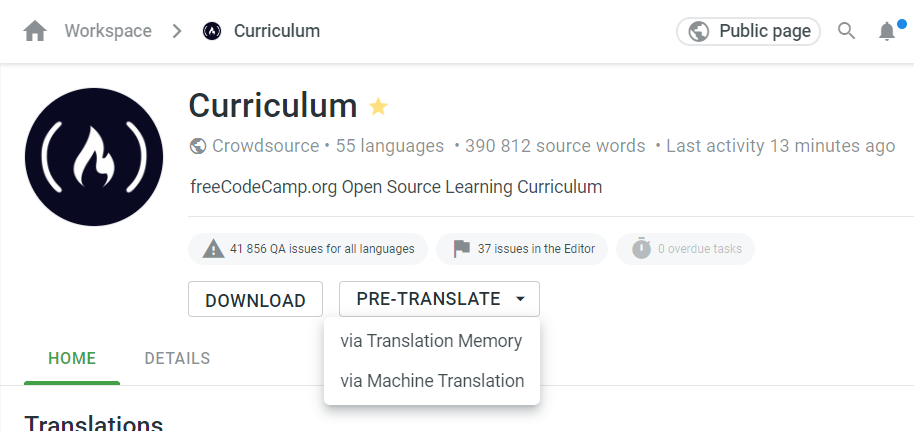 Workspace > Curriculum Public page
Curriculum
Crowdsource • 55 languages • 390 812 source words • Last activity 13 minutes ago
freeCodeCamp.org Open Source Learning Curriculum
41 856 QA issues for all languages 37 issues in the Editor 0 overdue tasks
DOWNLOAD PRE-TRANSLATE
via Translation Memory
HOME DETAILS
via Machine Translation
Translations